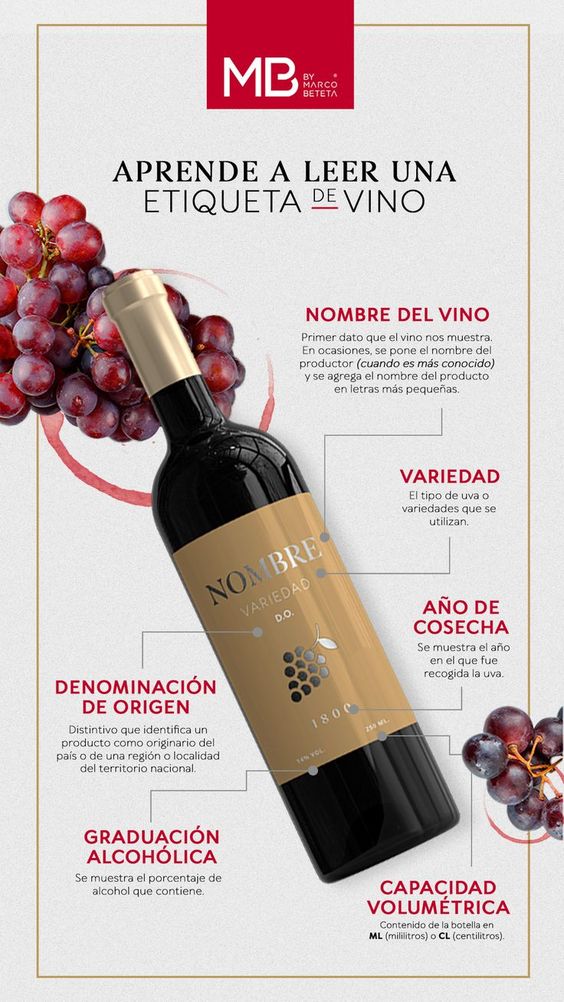 MB BY
MARCO
BETETA
®
APRENDE A LEER UNA
ETIQUETA DE VINO
NOMBRE DEL VINO
Primer dato que el vino nos muestra.
En ocasiones, se pone el nombre del
productor (cuando es más conocido)
y se agrega el nombre del producto
en letras más pequeñas.
VARIEDAD
El tipo de uva o
variedades que se
utilizan.
AÑO DE
COSECHA
Se muestra el año
en el que fue
recogida la uva.
NOMBRE
VARIEDAD
D.O.
1800
14% VOL.
250 ML.
DENOMINACIÓN
DE ORIGEN
Distintivo que identifica un
producto como originario del
país o de una región o localidad
del territorio nacional.
GRADUACIÓN
ALCOHÓLICA
Se muestra el porcentaje de
alcohol que contiene.
CAPACIDAD
VOLUMÉTRICA
Contenido de la botella en
ML (mililitros) o CL (centilitros).